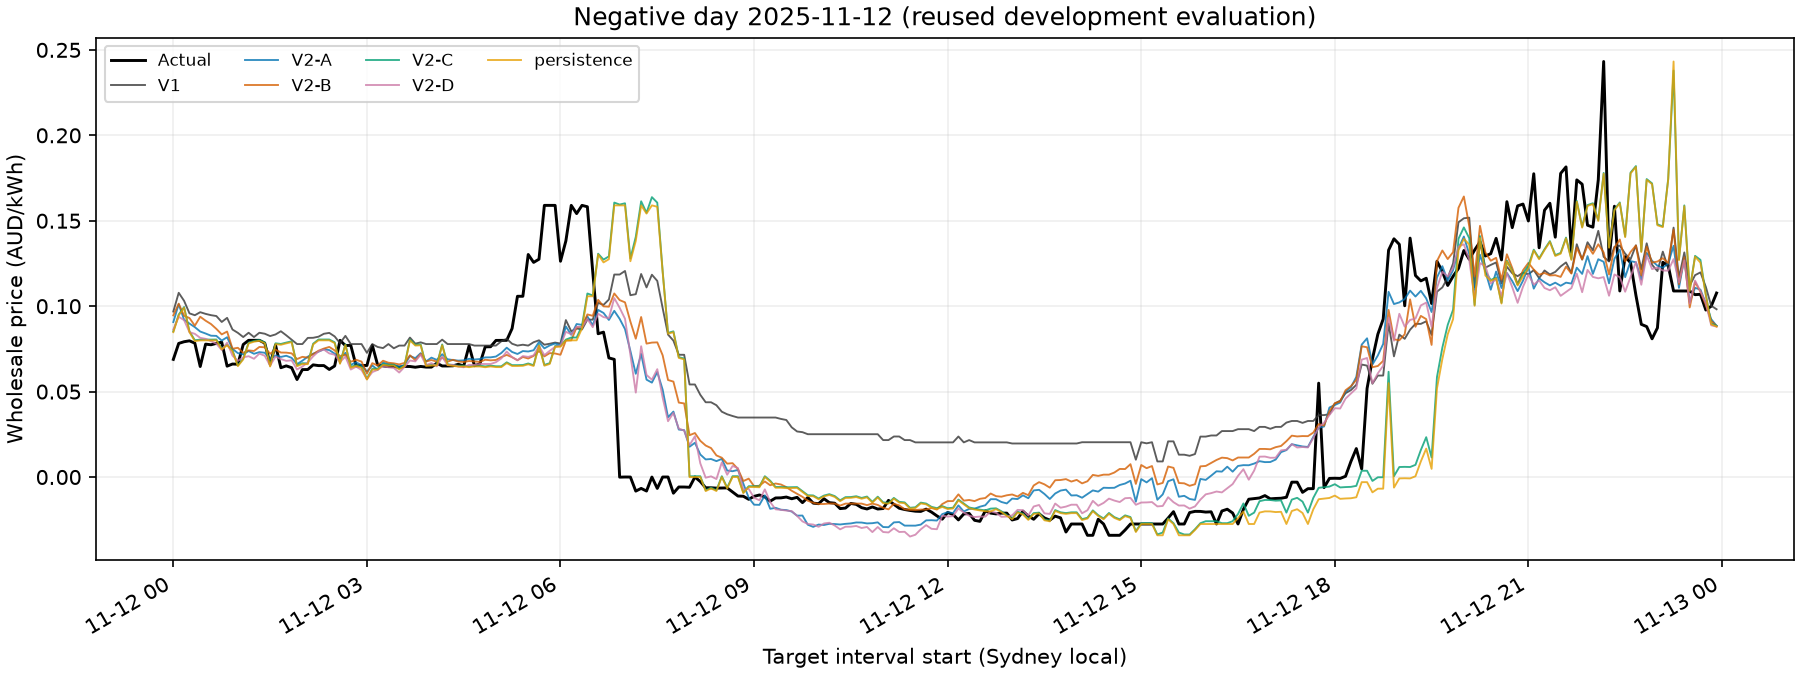 Negative day 2025-11-12 (reused development evaluation)
Actual
V1
V2-A
V2-B
V2-C
V2-D
persistence
Wholesale price (AUD/kWh)
0.25
0.20
0.15
0.10
0.05
0.00
11-12 00
11-12 03
11-12 06
11-12 09
11-12 12
11-12 15
11-12 18
11-12 21
11-13 00
Target interval start (Sydney local)